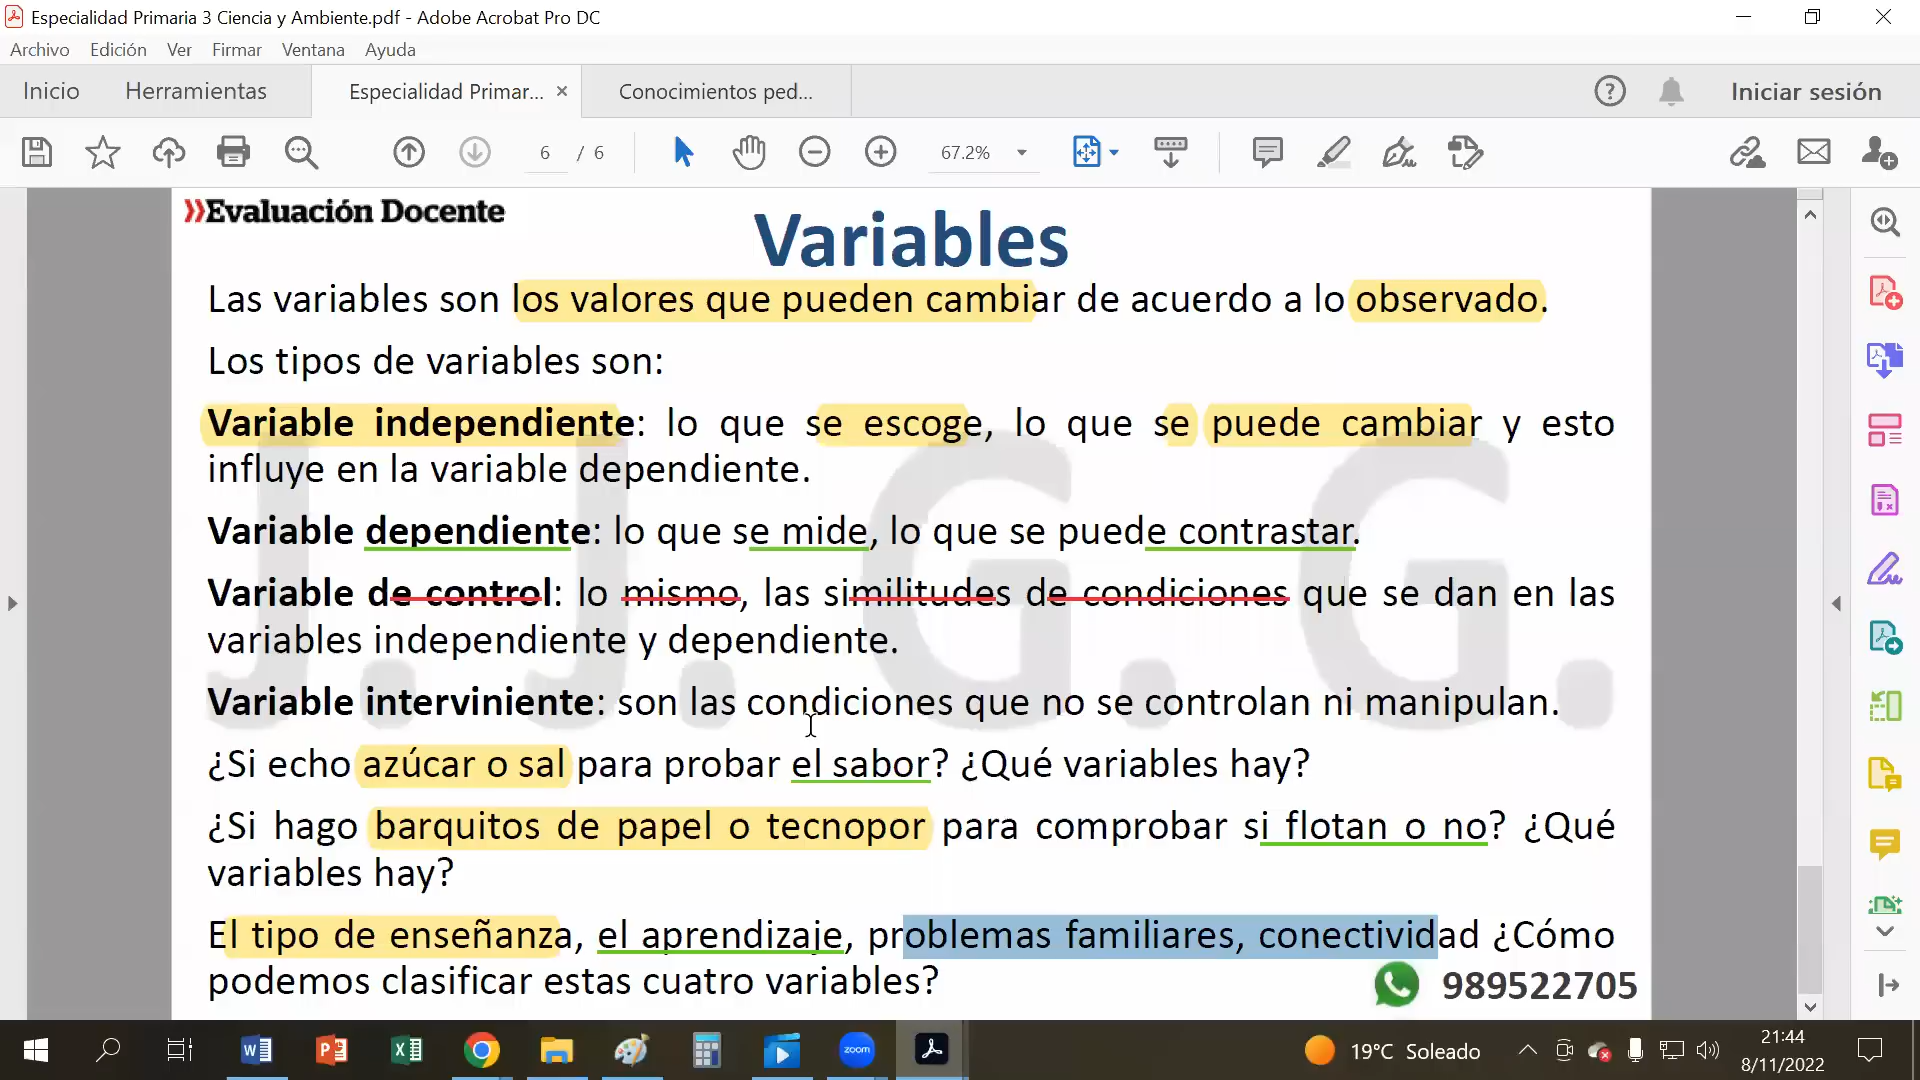 Especialidad Primaria 3 Ciencia y Ambiente.pdf - Adobe Acrobat Pro DC
Archivo Edición Ver Firmar Ventana Ayuda
Inicio Herramientas Especialidad Primar... × Conocimientos ped... ? Iniciar sesión
6 / 6 67.2%
Evaluación Docente
Variables
Las variables son los valores que pueden cambiar de acuerdo a lo observado.
Los tipos de variables son:
Variable independiente: lo que se escoge, lo que se puede cambiar y esto
influye en la variable dependiente.
Variable dependiente: lo que se mide, lo que se puede contrastar.
Variable de control: lo mismo, las similitudes de condiciones que se dan en las
variables independiente y dependiente.
Variable interviniente: son las condiciones que no se controlan ni manipulan.
¿Si echo azúcar o sal para probar el sabor? ¿Qué variables hay?
¿Si hago barquitos de papel o tecnopor para comprobar si flotan o no? ¿Qué
variables hay?
El tipo de enseñanza, el aprendizaje, problemas familiares, conectividad ¿Cómo
podemos clasificar estas cuatro variables?
989522705
J. J. G. G.
zoom
19°C Soleado
21:44
8/11/2022